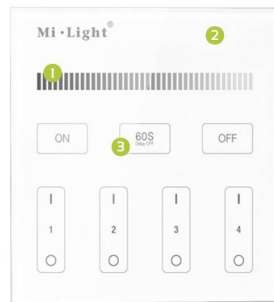 Mi·Light®
2
1
ON
60S
Delay OFF
OFF
3
I I I I
1 2 3 4
O O O O